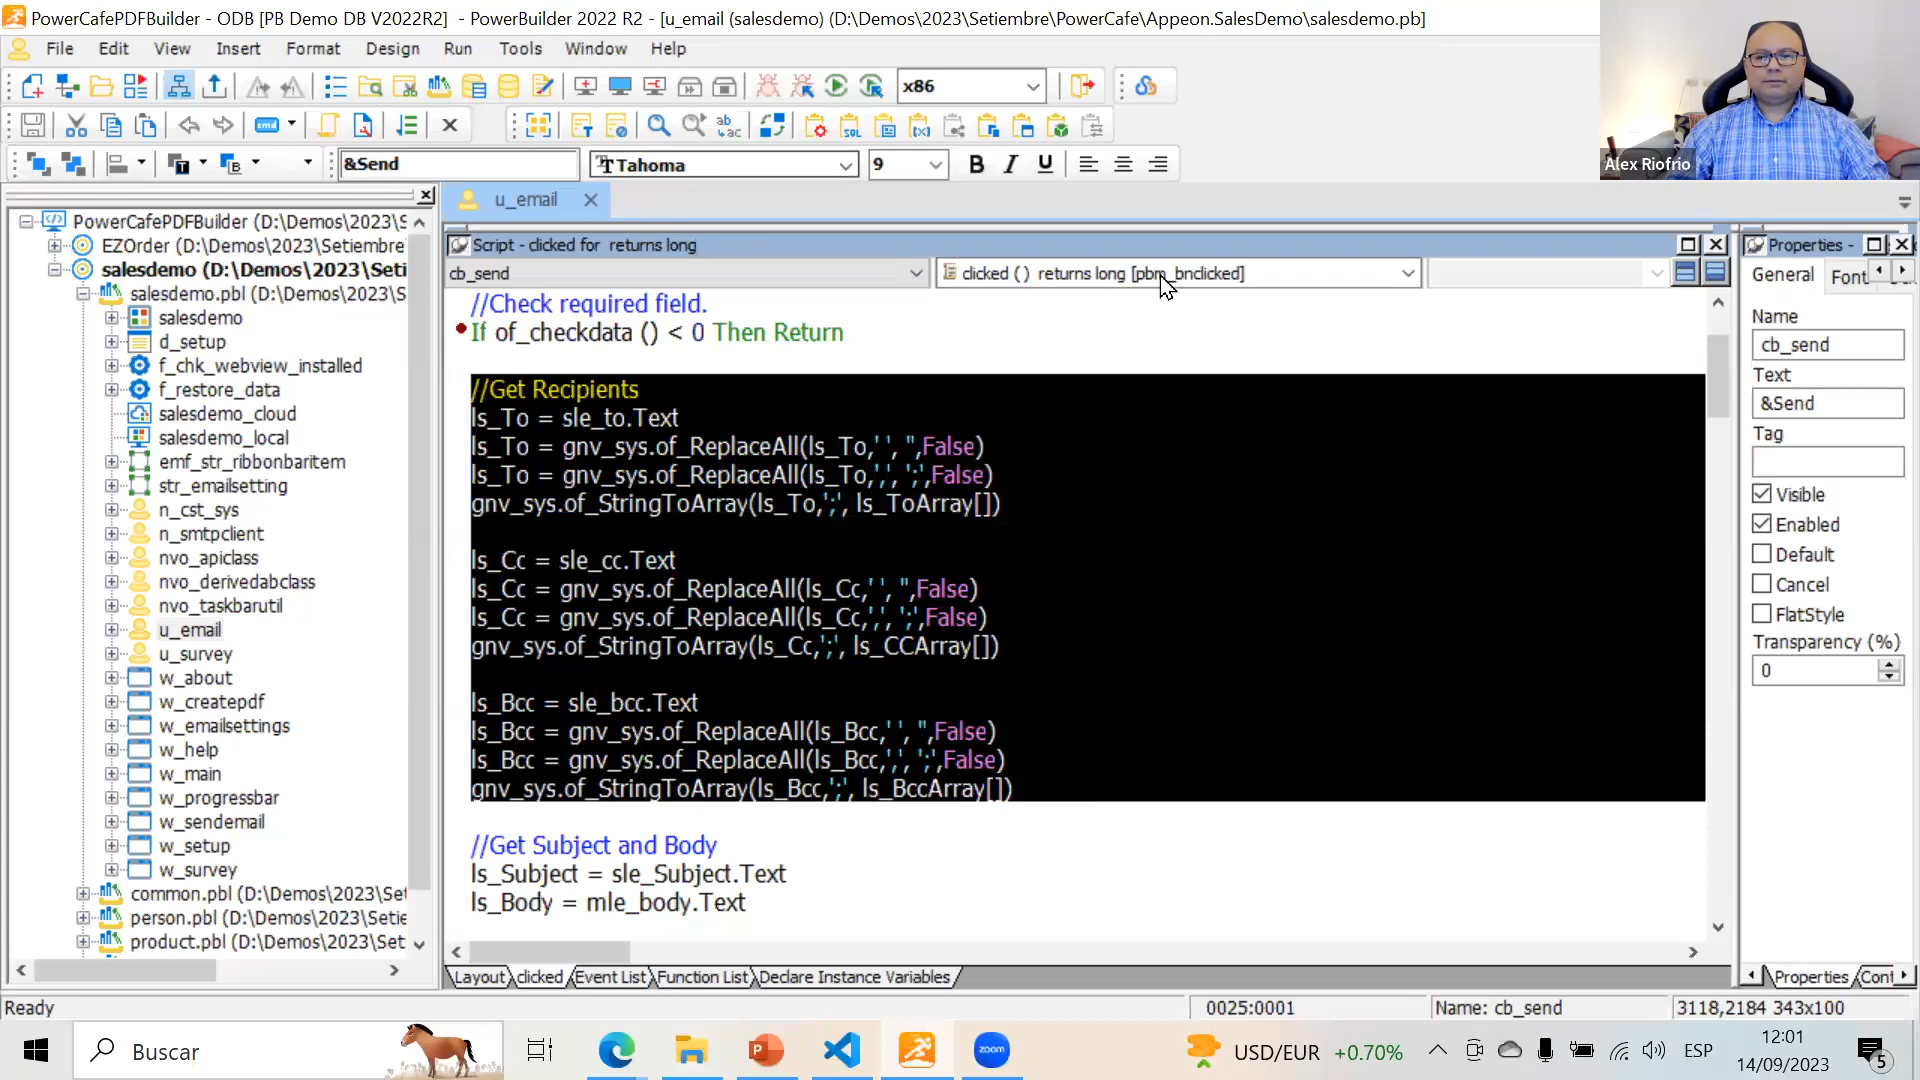 PowerCafePDFBuilder - ODB [PB Demo DB V2022R2] - PowerBuilder 2022 R2 - [u_email (salesdemo) (D:\Demos\2023\Setiembre\PowerCafe\Appeon.SalesDemo\salesdemo.pb]
File Edit View Insert Format Design Run Tools Window Help
x86
&Send
Tahoma
9
B I U
Alex Riofrio
u_email
PowerCafePDFBuilder (D:\Demos\2023\S
EZOrder (D:\Demos\2023\Setiembre
salesdemo (D:\Demos\2023\Seti
salesdemo.pbl (D:\Demos\2023\S
salesdemo
d_setup
f_chk_webview_installed
f_restore_data
salesdemo_cloud
salesdemo_local
emf_str_ribbonbaritem
str_emailsetting
n_cst_sys
n_smtpclient
nvo_apiclass
nvo_derivedabclass
nvo_taskbarutil
u_email
u_survey
w_about
w_createpdf
w_emailsettings
w_help
w_main
w_progressbar
w_sendemail
w_setup
w_survey
common.pbl (D:\Demos\2023\Set
person.pbl (D:\Demos\2023\Setie
product.pbl (D:\Demos\2023\Set
Script - clicked for returns long
cb_send
clicked ( ) returns long [pbm_bnclicked]
//Check required field.
If of_checkdata () < 0 Then Return
//Get Recipients
ls_To = sle_to.Text
ls_To = gnv_sys.of_ReplaceAll(ls_To,' ', '',False)
ls_To = gnv_sys.of_ReplaceAll(ls_To,',', ';',False)
gnv_sys.of_StringToArray(ls_To,';', ls_ToArray[])
ls_Cc = sle_cc.Text
ls_Cc = gnv_sys.of_ReplaceAll(ls_Cc,' ', '',False)
ls_Cc = gnv_sys.of_ReplaceAll(ls_Cc,',', ';',False)
gnv_sys.of_StringToArray(ls_Cc,';', ls_CCArray[])
ls_Bcc = sle_bcc.Text
ls_Bcc = gnv_sys.of_ReplaceAll(ls_Bcc,' ', '',False)
ls_Bcc = gnv_sys.of_ReplaceAll(ls_Bcc,',', ';',False)
gnv_sys.of_StringToArray(ls_Bcc,';', ls_BccArray[])
//Get Subject and Body
ls_Subject = sle_Subject.Text
ls_Body = mle_body.Text
Layout clicked Event List Function List Declare Instance Variables
Properties -
General Font
Name
cb_send
Text
&Send
Tag
Visible
Enabled
Default
Cancel
FlatStyle
Transparency (%)
0
Properties Cont
Ready
0025:0001
Name: cb_send
3118,2184 343x100
Buscar
zoom
USD/EUR +0.70%
ESP
12:01
14/09/2023
5